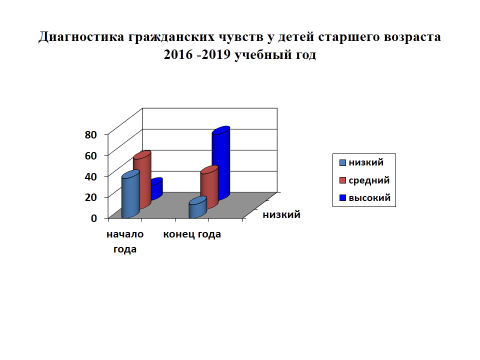 Диагностика гражданских чувств у детей старшего возраста
2016 -2019 учебный год
80
60
40
20
0
начало
года
конец года
низкий
низкий
средний
высокий